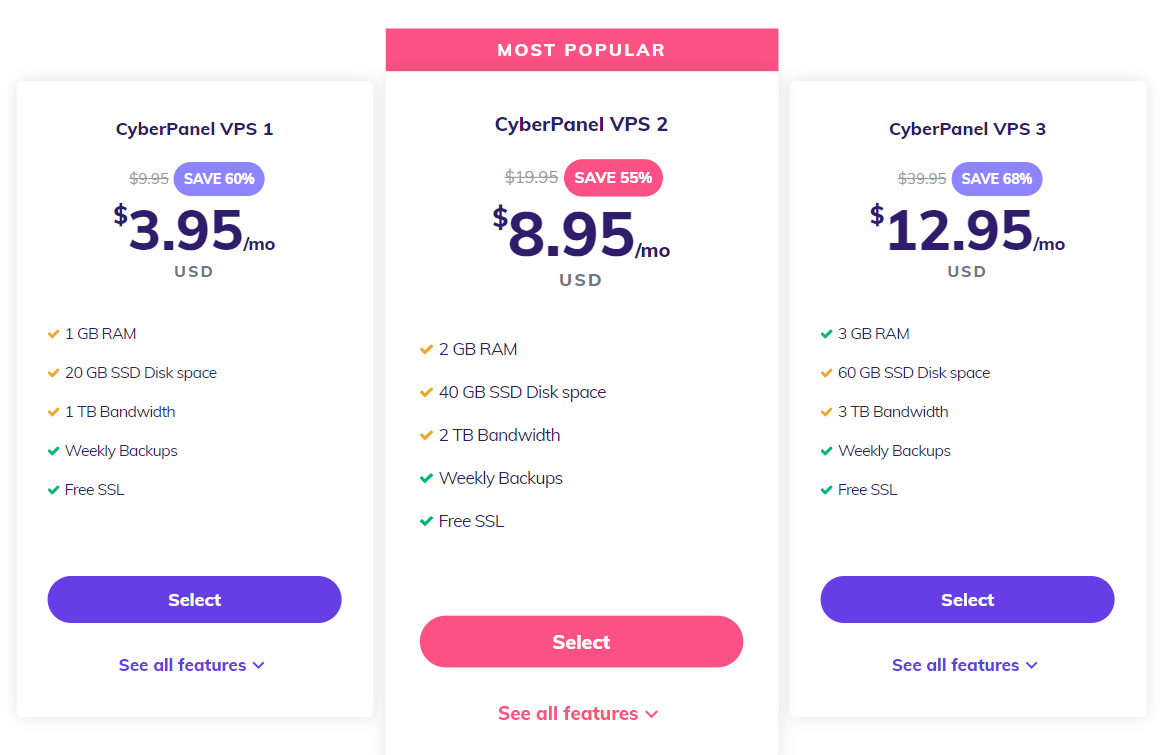 MOST POPULAR
CyberPanel VPS 1
$9.95 SAVE 60%
$3.95/mo
USD
1 GB RAM
20 GB SSD Disk space
1 TB Bandwidth
Weekly Backups
Free SSL
Select
See all features
CyberPanel VPS 2
$19.95 SAVE 55%
$8.95/mo
USD
2 GB RAM
40 GB SSD Disk space
2 TB Bandwidth
Weekly Backups
Free SSL
Select
See all features
CyberPanel VPS 3
$39.95 SAVE 68%
$12.95/mo
USD
3 GB RAM
60 GB SSD Disk space
3 TB Bandwidth
Weekly Backups
Free SSL
Select
See all features